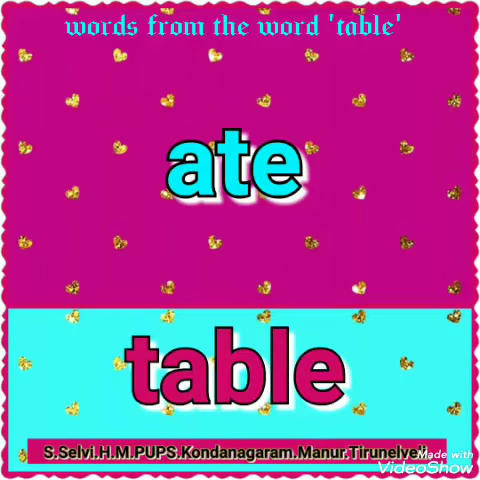 words from the word 'table'
ate
table
S.Selvi.H.M.PUPS.Kondanagaram.Manur.Tirunelveli
Made with
VideoShow